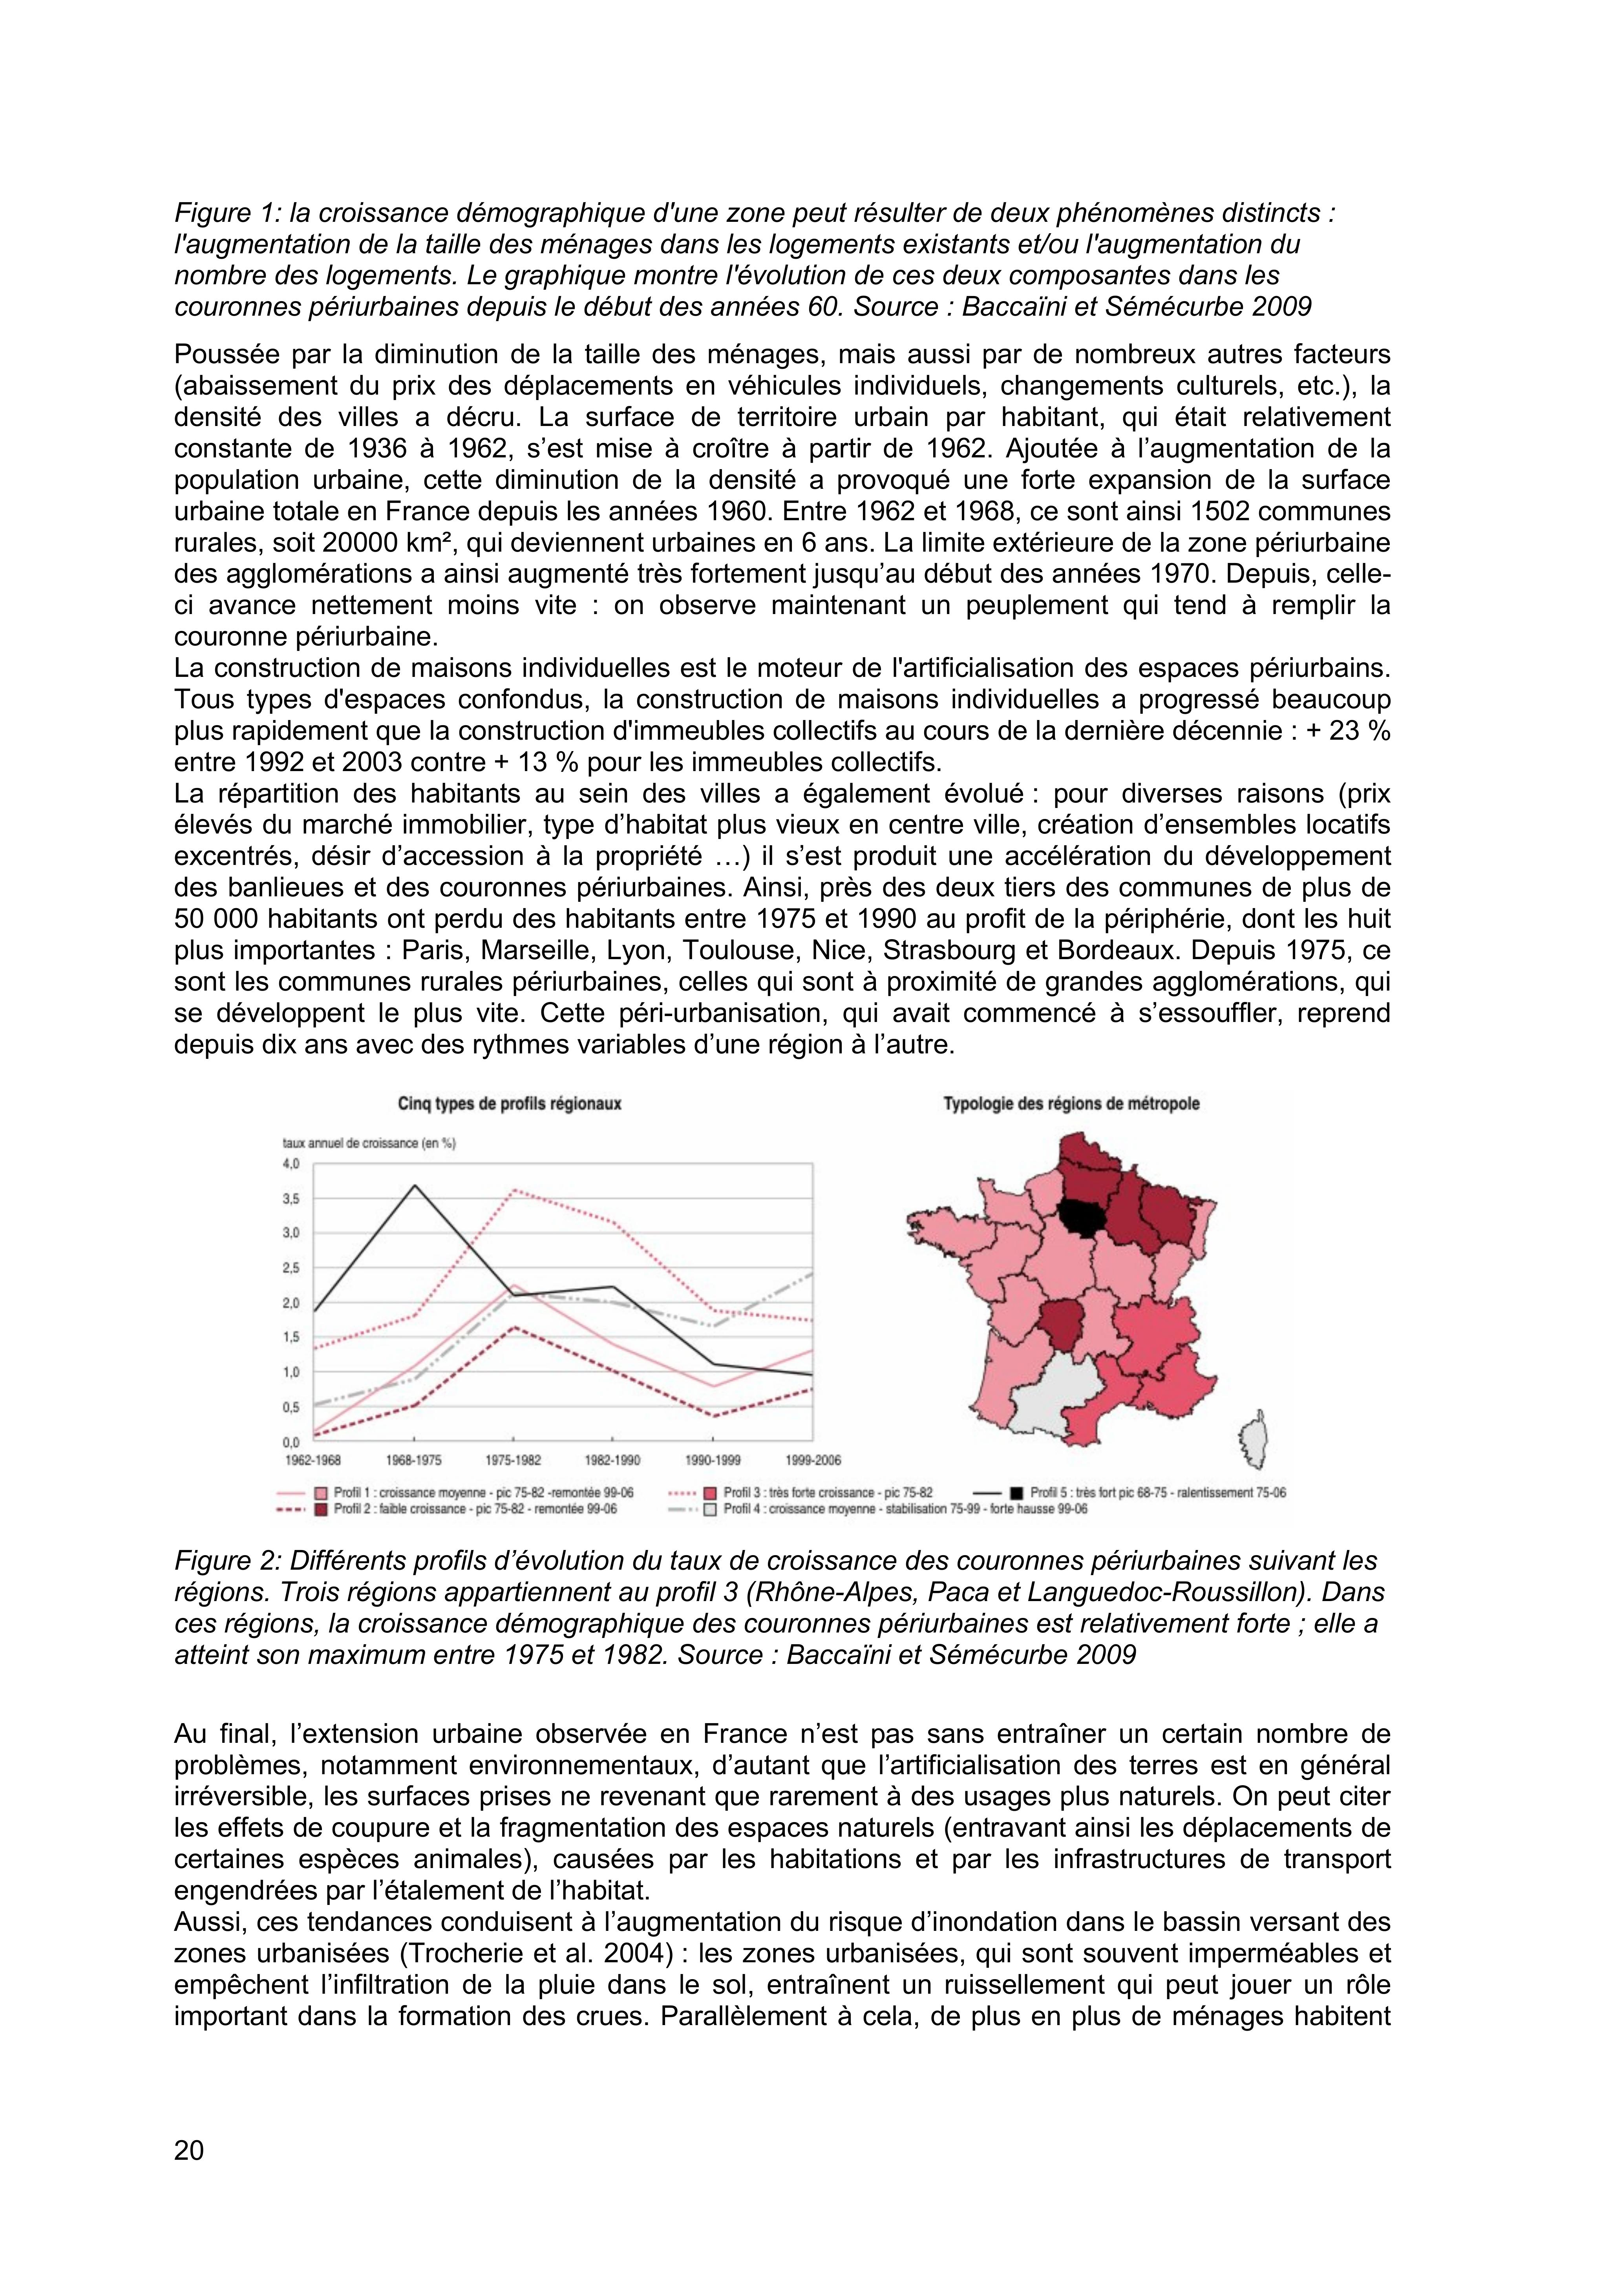 Figure 1: la croissance démographique d'une zone peut résulter de deux phénomènes distincts :
l'augmentation de la taille des ménages dans les logements existants et/ou l'augmentation du
nombre des logements. Le graphique montre l'évolution de ces deux composantes dans les
couronnes périurbaines depuis le début des années 60. Source : Baccaïni et Sémécurbe 2009
Poussée par la diminution de la taille des ménages, mais aussi par de nombreux autres facteurs
(abaissement du prix des déplacements en véhicules individuels, changements culturels, etc.), la
densité des villes a décru. La surface de territoire urbain par habitant, qui était relativement
constante de 1936 à 1962, s’est mise à croître à partir de 1962. Ajoutée à l’augmentation de la
population urbaine, cette diminution de la densité a provoqué une forte expansion de la surface
urbaine totale en France depuis les années 1960. Entre 1962 et 1968, ce sont ainsi 1502 communes
rurales, soit 20000 km², qui deviennent urbaines en 6 ans. La limite extérieure de la zone périurbaine
des agglomérations a ainsi augmenté très fortement jusqu’au début des années 1970. Depuis, celle-
ci avance nettement moins vite : on observe maintenant un peuplement qui tend à remplir la
couronne périurbaine.
La construction de maisons individuelles est le moteur de l'artificialisation des espaces périurbains.
Tous types d'espaces confondus, la construction de maisons individuelles a progressé beaucoup
plus rapidement que la construction d'immeubles collectifs au cours de la dernière décennie : + 23 %
entre 1992 et 2003 contre + 13 % pour les immeubles collectifs.
La répartition des habitants au sein des villes a également évolué : pour diverses raisons (prix
élevés du marché immobilier, type d’habitat plus vieux en centre ville, création d’ensembles locatifs
excentrés, désir d’accession à la propriété …) il s’est produit une accélération du développement
des banlieues et des couronnes périurbaines. Ainsi, près des deux tiers des communes de plus de
50 000 habitants ont perdu des habitants entre 1975 et 1990 au profit de la périphérie, dont les huit
plus importantes : Paris, Marseille, Lyon, Toulouse, Nice, Strasbourg et Bordeaux. Depuis 1975, ce
sont les communes rurales périurbaines, celles qui sont à proximité de grandes agglomérations, qui
se développent le plus vite. Cette péri-urbanisation, qui avait commencé à s’essouffler, reprend
depuis dix ans avec des rythmes variables d’une région à l’autre.
Cinq types de profils régionaux
taux annuel de croissance (en %)
4,0
3,5
3,0
2,5
2,0
1,5
1,0
0,5
0,0
1962-1968 1968-1975 1975-1982 1982-1990 1990-1999 1999-2006
Typologie des régions de métropole
Profil 1 : croissance moyenne - pic 75-82 -remontée 99-06
Profil 3 : très forte croissance - pic 75-82
Profil 5 : très fort pic 68-75 - ralentissement 75-06
Profil 2 : faible croissance - pic 75-82 - remontée 99-06
Profil 4 : croissance moyenne - stabilisation 75-99 - forte hausse 99-06
Figure 2: Différents profils d’évolution du taux de croissance des couronnes périurbaines suivant les
régions. Trois régions appartiennent au profil 3 (Rhône-Alpes, Paca et Languedoc-Roussillon). Dans
ces régions, la croissance démographique des couronnes périurbaines est relativement forte ; elle a
atteint son maximum entre 1975 et 1982. Source : Baccaïni et Sémécurbe 2009
Au final, l’extension urbaine observée en France n’est pas sans entraîner un certain nombre de
problèmes, notamment environnementaux, d’autant que l’artificialisation des terres est en général
irréversible, les surfaces prises ne revenant que rarement à des usages plus naturels. On peut citer
les effets de coupure et la fragmentation des espaces naturels (entravant ainsi les déplacements de
certaines espèces animales), causées par les habitations et par les infrastructures de transport
engendrées par l’étalement de l’habitat.
Aussi, ces tendances conduisent à l’augmentation du risque d’inondation dans le bassin versant des
zones urbanisées (Trocherie et al. 2004) : les zones urbanisées, qui sont souvent imperméables et
empêchent l’infiltration de la pluie dans le sol, entraînent un ruissellement qui peut jouer un rôle
important dans la formation des crues. Parallèlement à cela, de plus en plus de ménages habitent
20